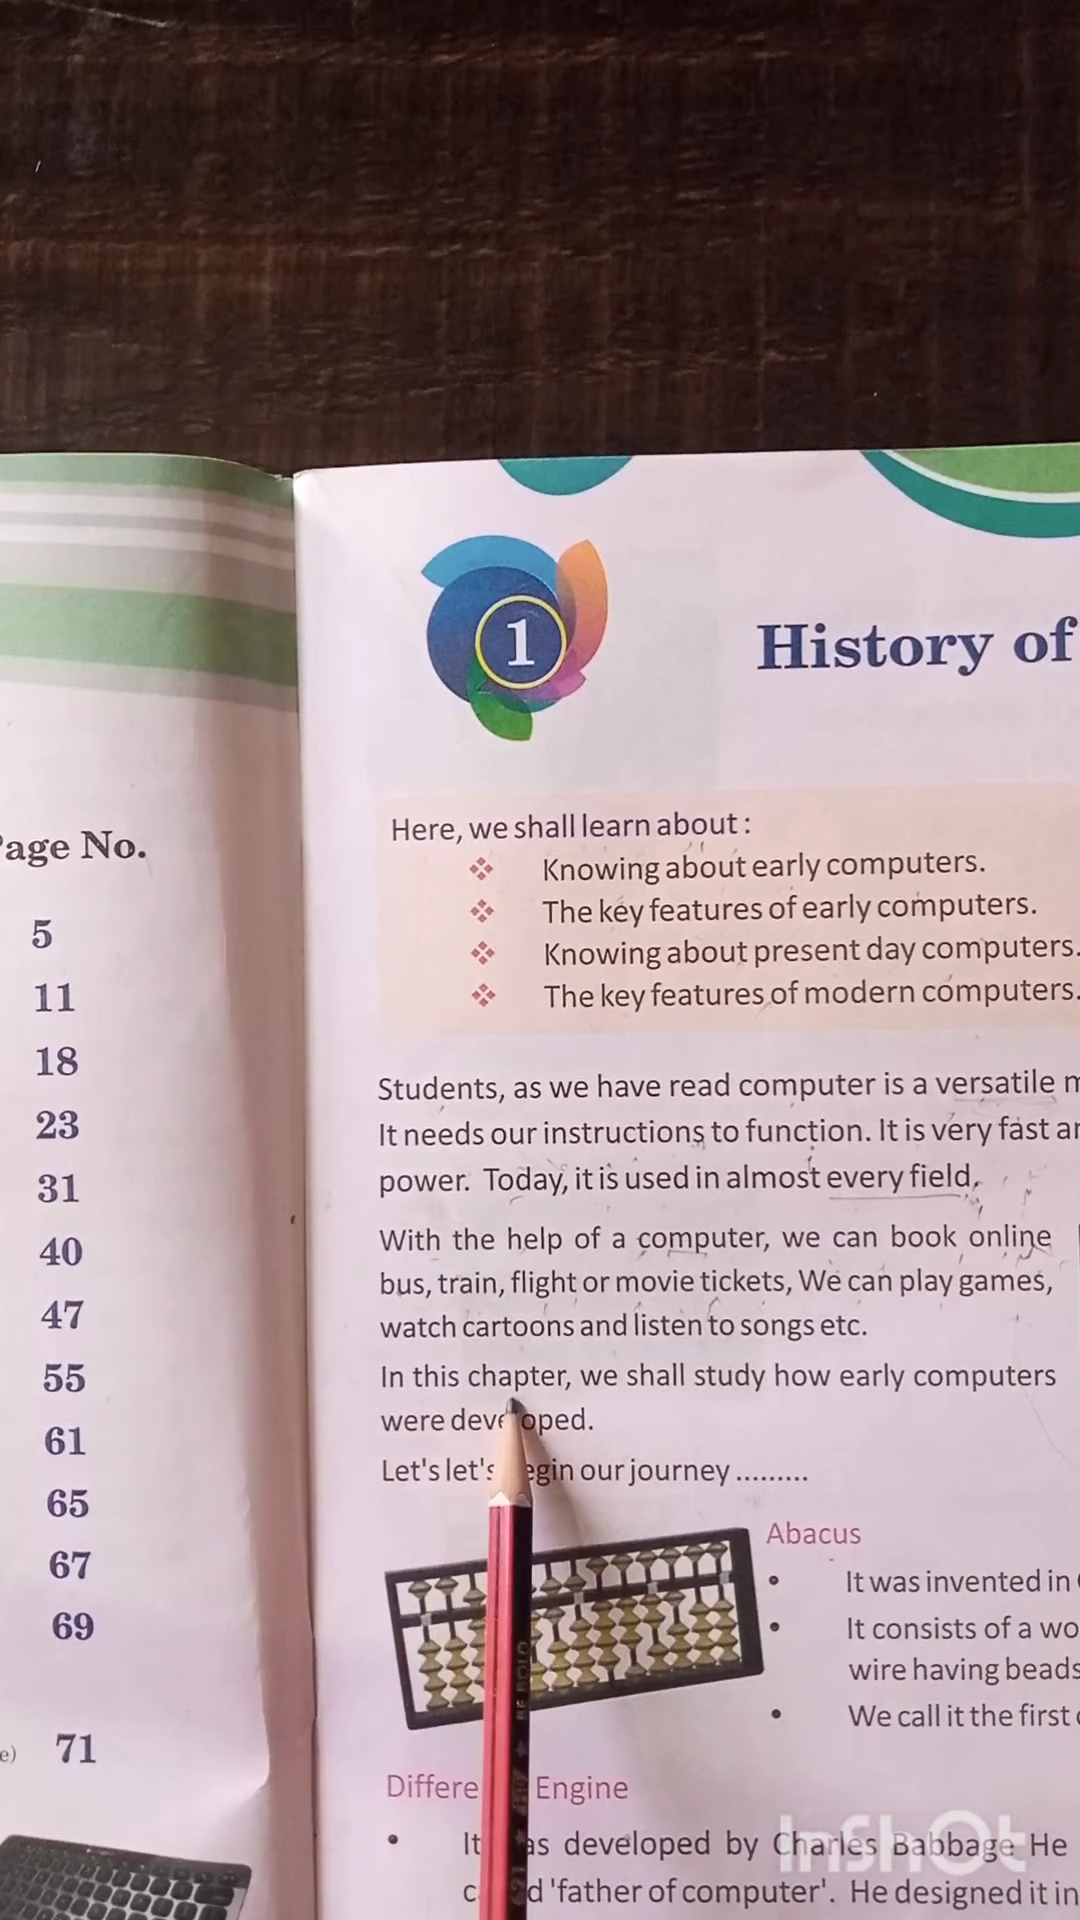 Page No.
5
11
18
23
31
40
47
55
61
65
67
69
e) 71
1
History of
Here, we shall learn about :
Knowing about early computers.
The key features of early computers.
Knowing about present day computers.
The key features of modern computers.
Students, as we have read computer is a versatile
It needs our instructions to function. It is very fast
power. Today, it is used in almost every field.
With the help of a computer, we can book online
bus, train, flight or movie tickets, We can play games,
watch cartoons and listen to songs etc.
In this chapter, we shall study how early computers
were developed.
Let's let's begin our journey .........
Abacus
• It was invented in
• It consists of a
wire having beads
• We call it the first
Engine
• It was developed by Charles Babbage He
'father of computer'. He designed it in
InShot